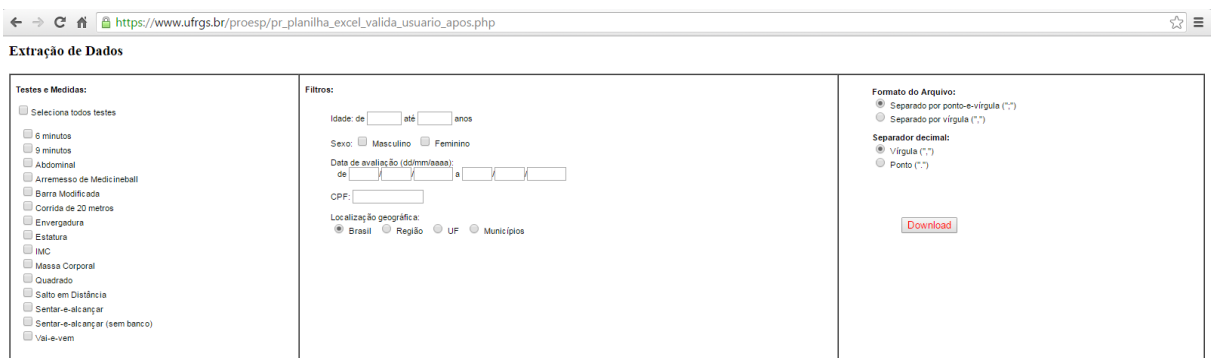 https://www.ufrgs.br/proesp/pr_planilha_excel_valida_usuario_apos.php
Extração de Dados
Testes e Medidas:
Seleciona todos testes
6 minutos
9 minutos
Abdominal
Arremesso de Medicineball
Barra Modificada
Corrida de 20 metros
Envergadura
Estatura
IMC
Massa Corporal
Quadrado
Salto em Distância
Sentar-e-alcançar
Sentar-e-alcançar (sem banco)
Vai-e-vem
Filtros:
Idade: de até anos
Sexo: Masculino Feminino
Data de avaliação (dd/mm/aaaa):
de / / a / /
CPF:
Localização geográfica:
Brasil Região UF Municípios
Formato do Arquivo:
Separado por ponto-e-vírgula (";")
Separado por vírgula (",")
Separador decimal:
Vírgula (",")
Ponto (".")
Download